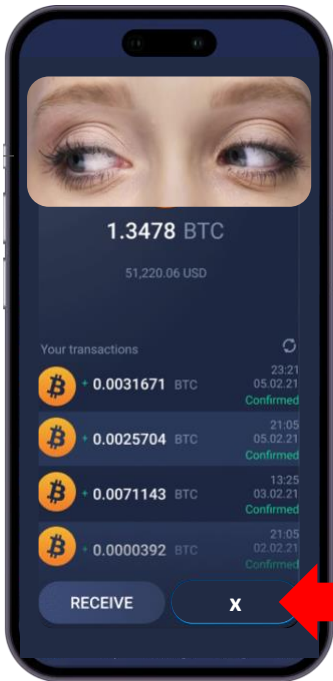 1.3478 BTC
51,220.06 USD
Your transactions
23:21
+ 0.0031671 BTC 05.02.21
Confirmed
21:05
+ 0.0025704 BTC 05.02.21
Confirmed
13:25
+ 0.0071143 BTC 03.02.21
Confirmed
21:05
+ 0.0000392 BTC 02.02.21
Confirmed
RECEIVE X